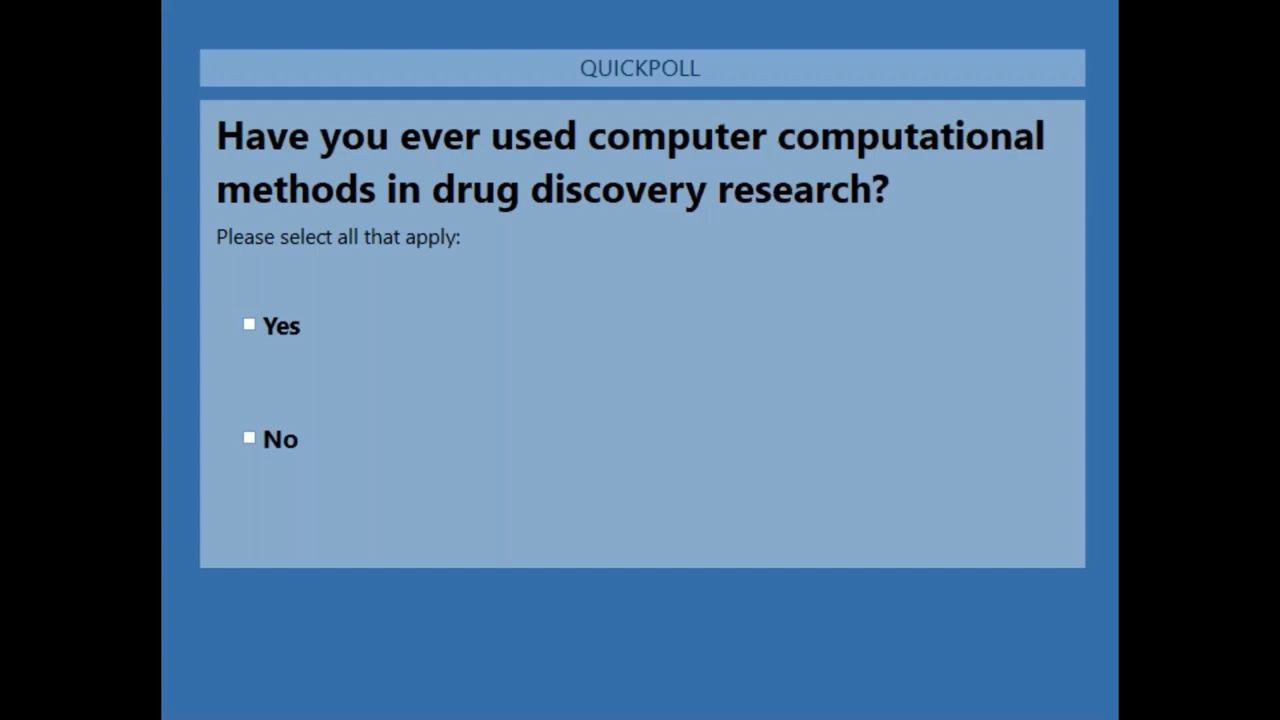 QUICKPOLL
Have you ever used computer computational
methods in drug discovery research?
Please select all that apply:
Yes
No